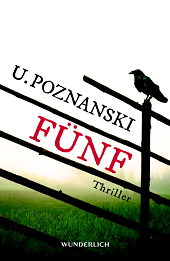 U. POZNANSKI
FÜNF
Thriller
WUNDERLICH